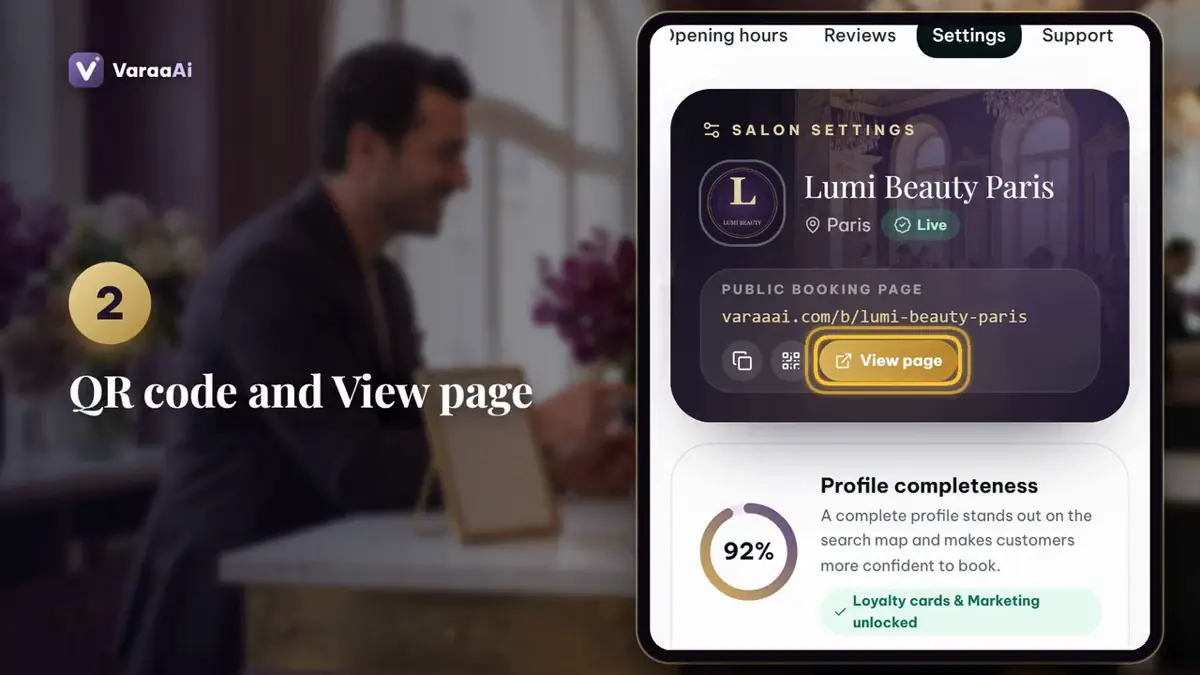 VaraaAi
2
QR code and View page
Opening hours Reviews Settings Support
SALON SETTINGS
L
LUMI BEAUTY
Lumi Beauty Paris
Paris
Live
PUBLIC BOOKING PAGE
varaaai.com/b/lumi-beauty-paris
View page
Profile completeness
92%
A complete profile stands out on the
search map and makes customers
more confident to book.
Loyalty cards & Marketing
unlocked